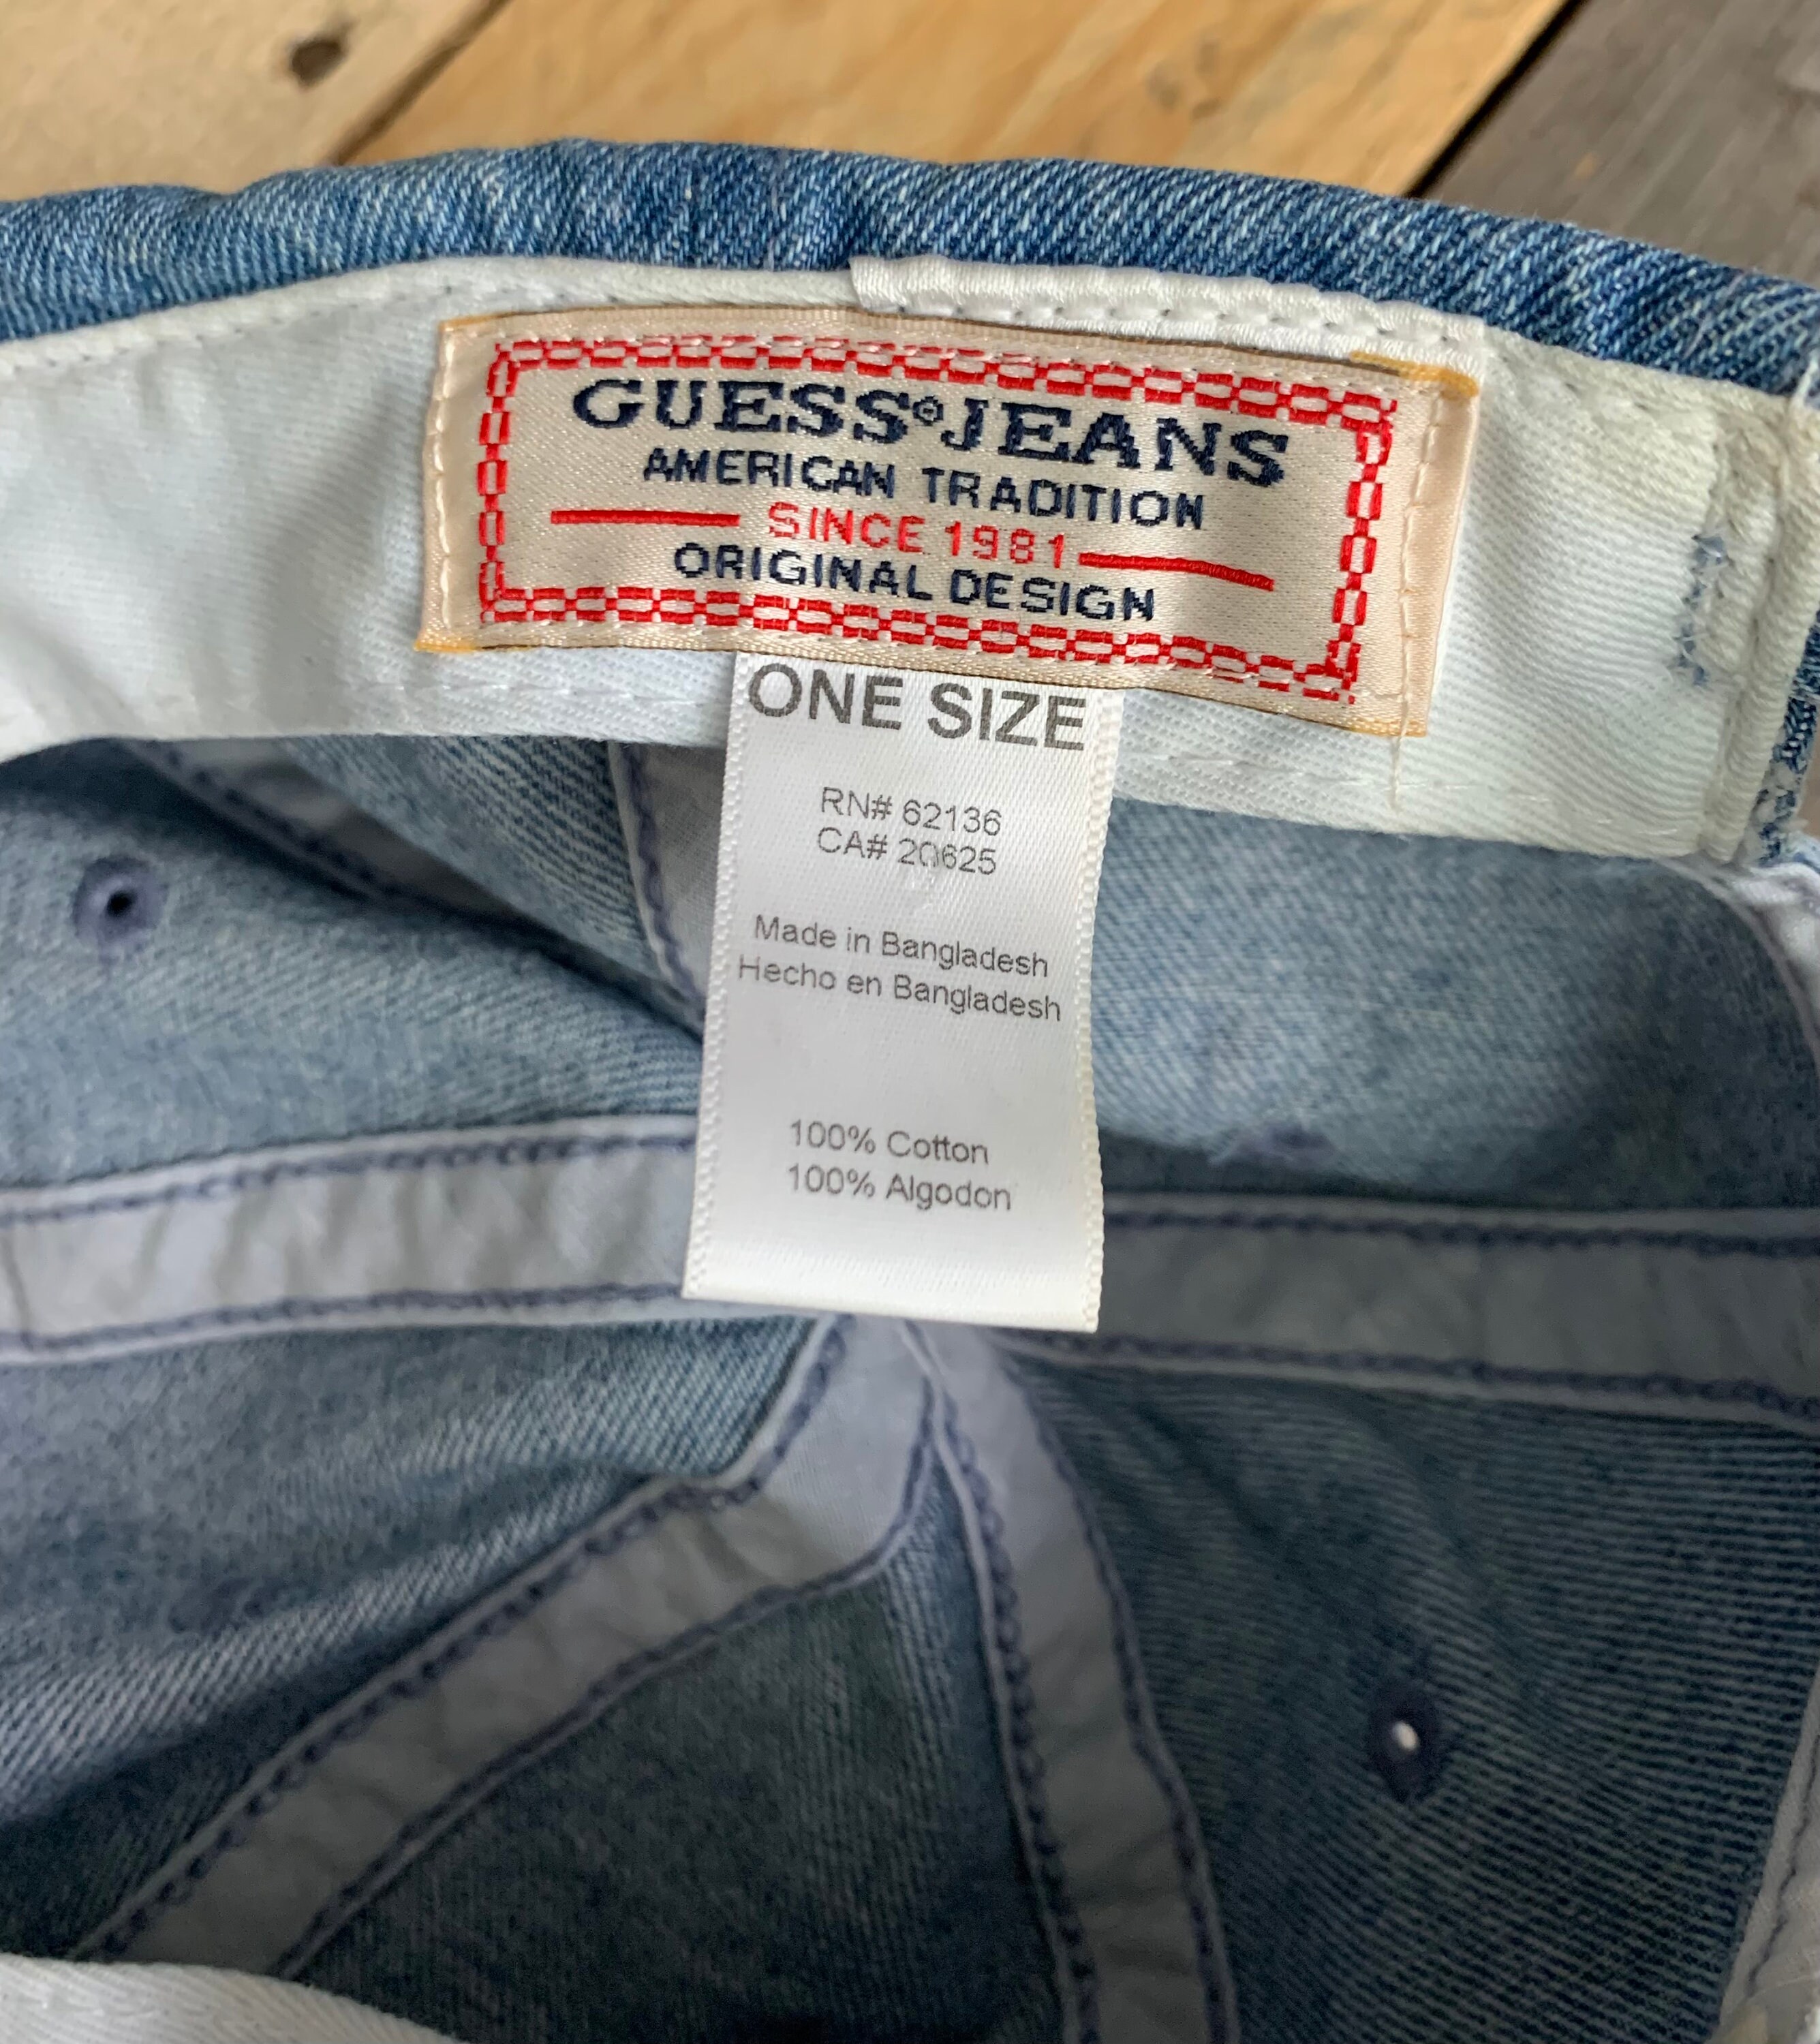 GUESS®JEANS
AMERICAN TRADITION
SINCE 1981
ORIGINAL DESIGN
ONE SIZE
RN# 62136
CA# 20625
Made in Bangladesh
Hecho en Bangladesh
100% Cotton
100% Algodon